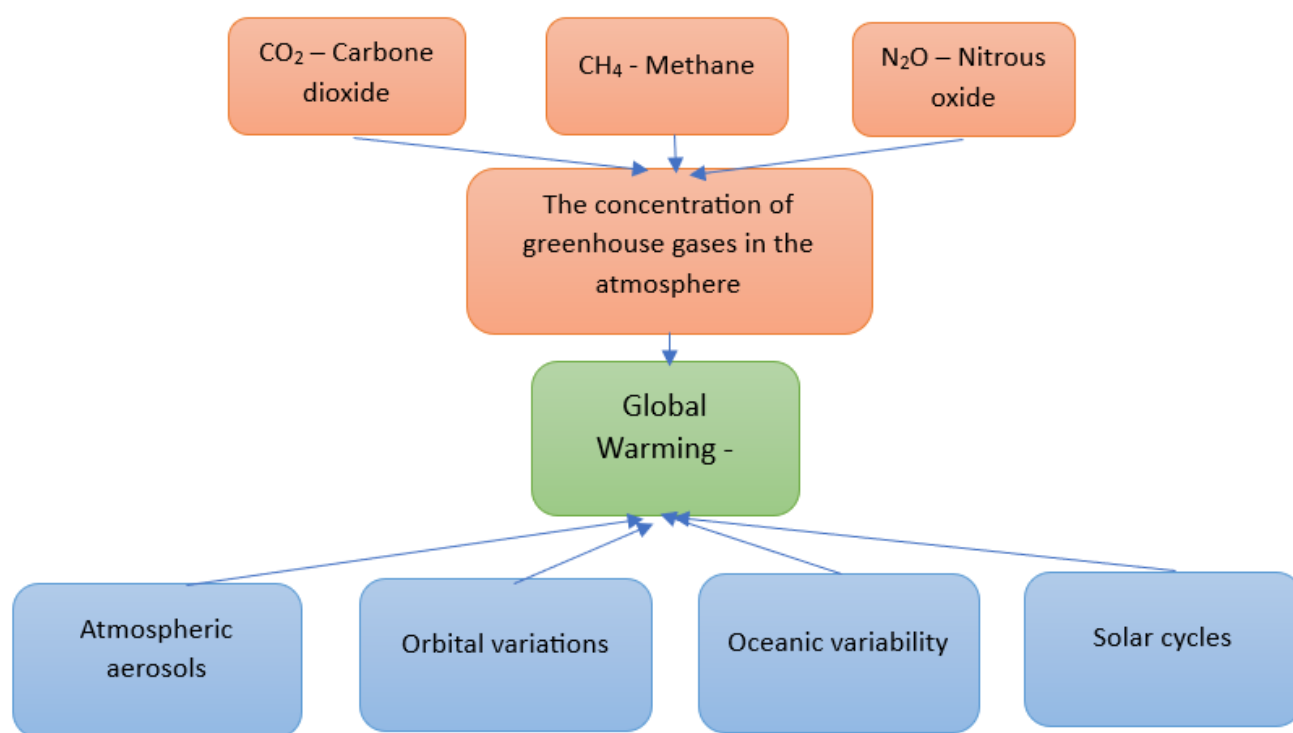 CO₂ – Carbone
dioxide
CH₄ - Methane
N₂O – Nitrous
oxide
The concentration of
greenhouse gases in the
atmosphere
Global
Warming -
Atmospheric
aerosols
Orbital variations
Oceanic variability
Solar cycles